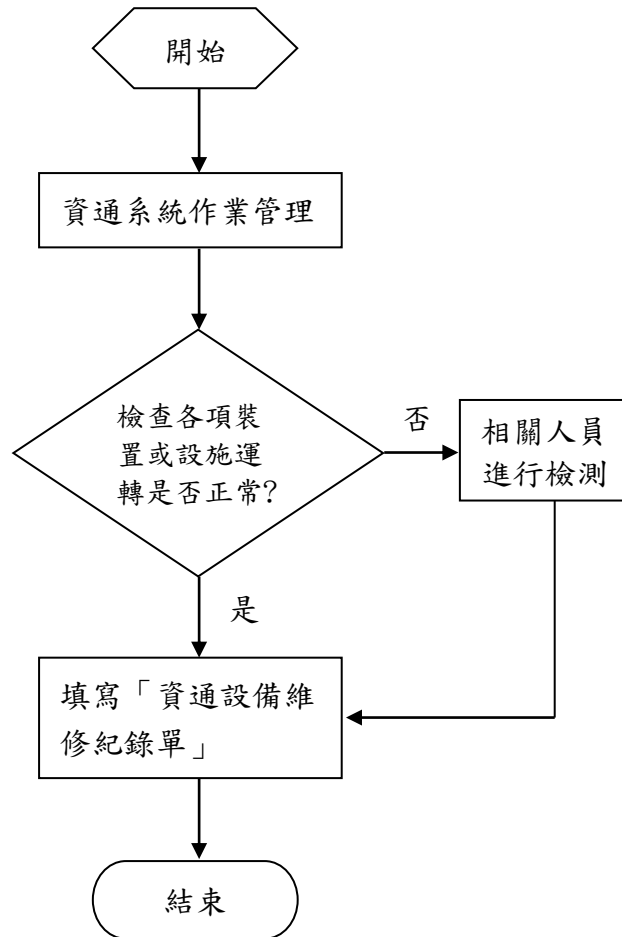 開始
資通系統作業管理
檢查各項裝
置或設施運
轉是否正常?
否
相關人員
進行檢測
是
填寫「資通設備維
修紀錄單」
結束